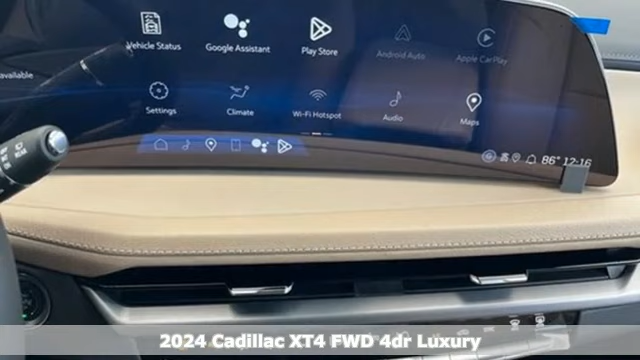 Vehicle Status Google Assistant Play Store Android Auto Apple CarPlay
available
Settings Climate Wi-Fi Hotspot Audio Maps
86° 12:16
2024 Cadillac XT4 FWD 4dr Luxury